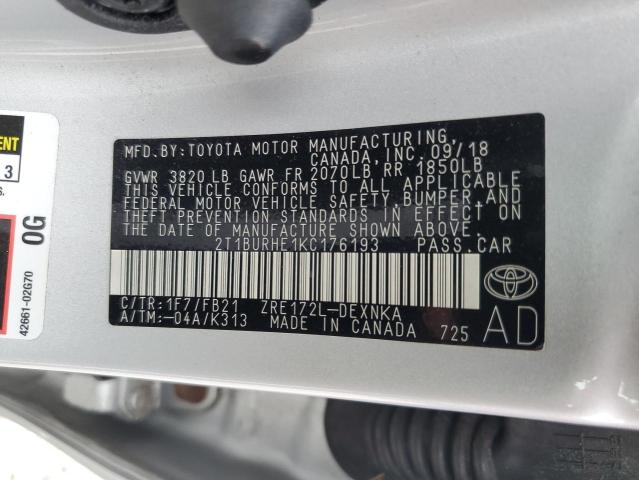 MFD.BY:TOYOTA MOTOR MANUFACTURING,
CANADA, INC. 09/18
GVWR 3820LB GAWR FR 2070LB RR 1850LB
THIS VEHICLE CONFORMS TO ALL APPLICABLE
FEDERAL MOTOR VEHICLE SAFETY, BUMPER, AND
THEFT PREVENTION STANDARDS IN EFFECT ON
THE DATE OF MANUFACTURE SHOWN ABOVE.
2T1BURHE1KC176193 PASS.CAR
C/TR:1F7/FB21 ZRE172L-DEXNKA
A/TM:-04A/K313 MADE IN CANADA 725
AD
0G
42661-02G70
3
S.